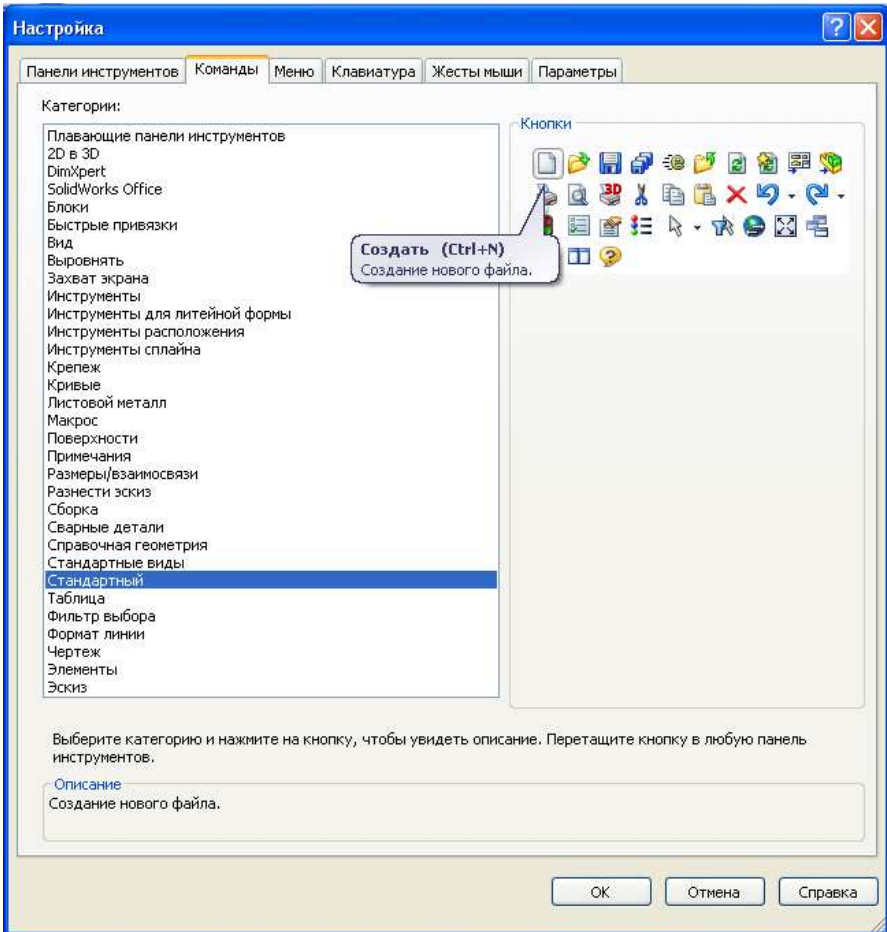 Настройка
Панели инструментов Команды Меню Клавиатура Жесты мыши Параметры
Категории:
Плавающие панели инструментов
2D в 3D
DimXpert
SolidWorks Office
Блоки
Быстрые привязки
Вид
Выровнять
Захват экрана
Инструменты
Инструменты для литейной формы
Инструменты расположения
Инструменты сплайна
Крепеж
Кривые
Листовой металл
Макрос
Поверхности
Примечания
Размеры/взаимосвязи
Разнести эскиз
Сборка
Сварные детали
Справочная геометрия
Стандартные виды
Стандартный
Таблица
Фильтр выбора
Формат линии
Чертеж
Элементы
Эскиз
Кнопки
3D
Создать (Ctrl+N)
Создание нового файла.
Выберите категорию и нажмите на кнопку, чтобы увидеть описание. Перетащите кнопку в любую панель
инструментов.
Описание
Создание нового файла.
OK Отмена Справка